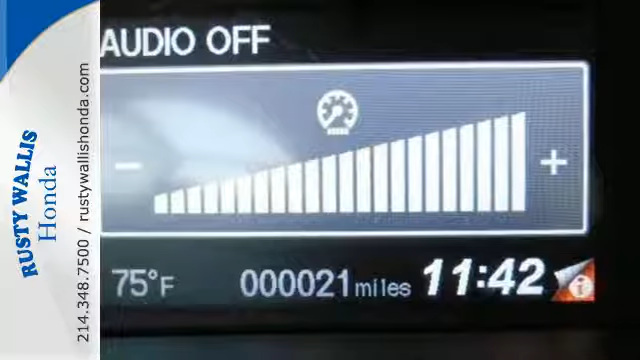 AUDIO OFF
− +
75°F 000021 miles 11:42 i
RUSTY WALLIS
Honda
214.348.7500 / rustywallishonda.com